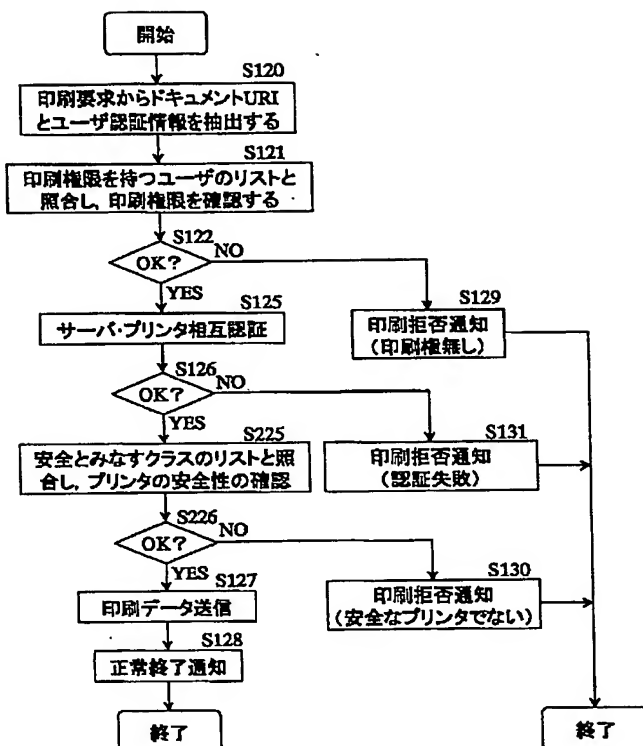 開始
S120
印刷要求からドキュメントURI
とユーザ認証情報を抽出する
S121
印刷権限を持つユーザのリストと
照合し,印刷権限を確認する
S122
OK?
NO
YES
S125
サーバ・プリンタ相互認証
S129
印刷拒否通知
(印刷権無し)
S126
OK?
NO
YES
S225
安全とみなすクラスのリストと照
合し,プリンタの安全性の確認
S131
印刷拒否通知
(認証失敗)
S226
OK?
NO
YES
S127
印刷データ送信
S130
印刷拒否通知
(安全なプリンタでない)
S128
正常終了通知
終了
終了